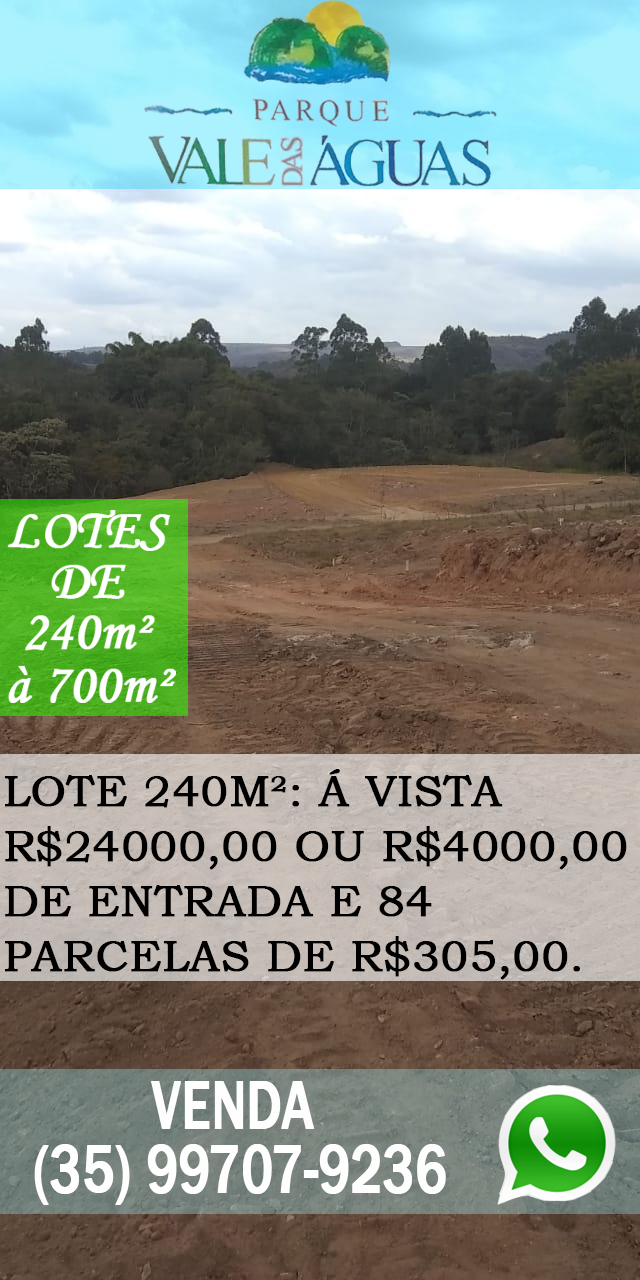 PARQUE
VALE DAS ÁGUAS
LOTES
DE
240m²
à 700m²
LOTE 240M²: Á VISTA
R$24000,00 OU R$4000,00
DE ENTRADA E 84
PARCELAS DE R$305,00.
VENDA
(35) 99707-9236